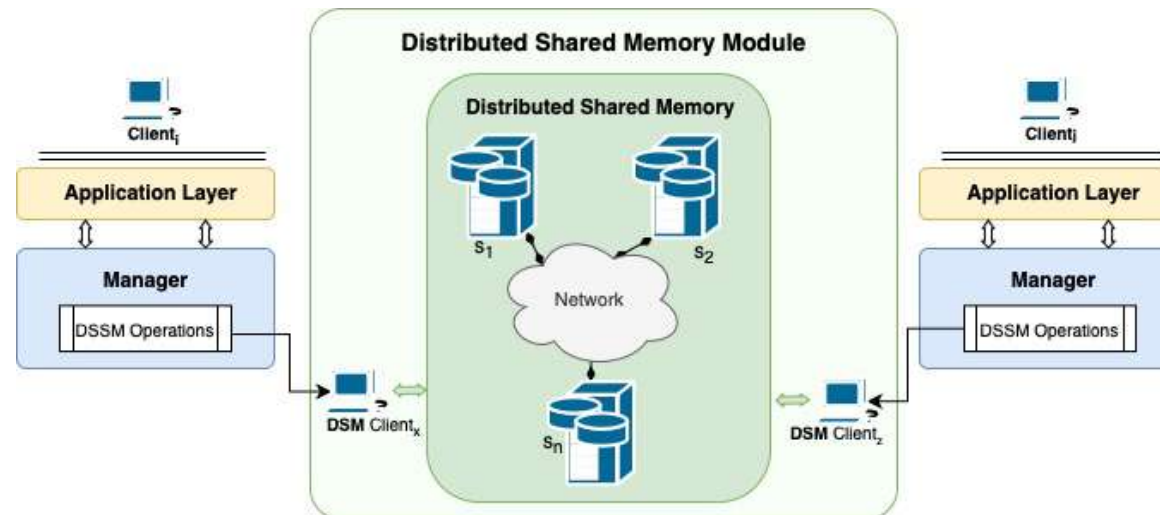 Distributed Shared Memory Module
Distributed Shared Memory
Client_i
Application Layer
Manager
DSSM Operations
DSM Client_x
s_1
s_2
Network
s_n
Client_j
Application Layer
Manager
DSSM Operations
DSM Client_z